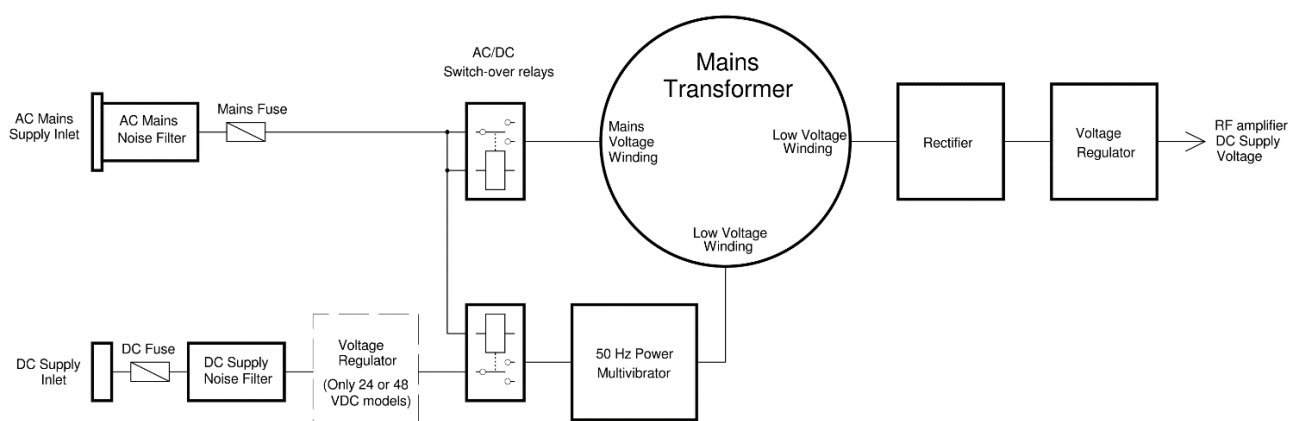 AC Mains
Supply Inlet
AC Mains
Noise Filter
Mains Fuse
AC/DC
Switch-over relays
Mains
Transformer
Mains
Voltage
Winding
Low Voltage
Winding
Low Voltage
Winding
Rectifier
Voltage
Regulator
RF amplifier
DC Supply
Voltage
DC Supply
Inlet
DC Fuse
DC Supply
Noise Filter
Voltage
Regulator
(Only 24 or 48
VDC models)
50 Hz Power
Multivibrator